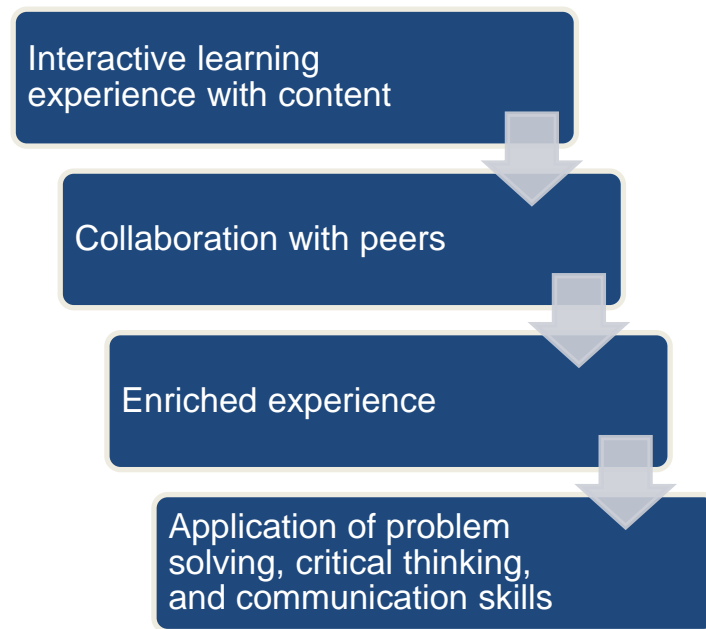 Interactive learning
experience with content
Collaboration with peers
Enriched experience
Application of problem
solving, critical thinking,
and communication skills